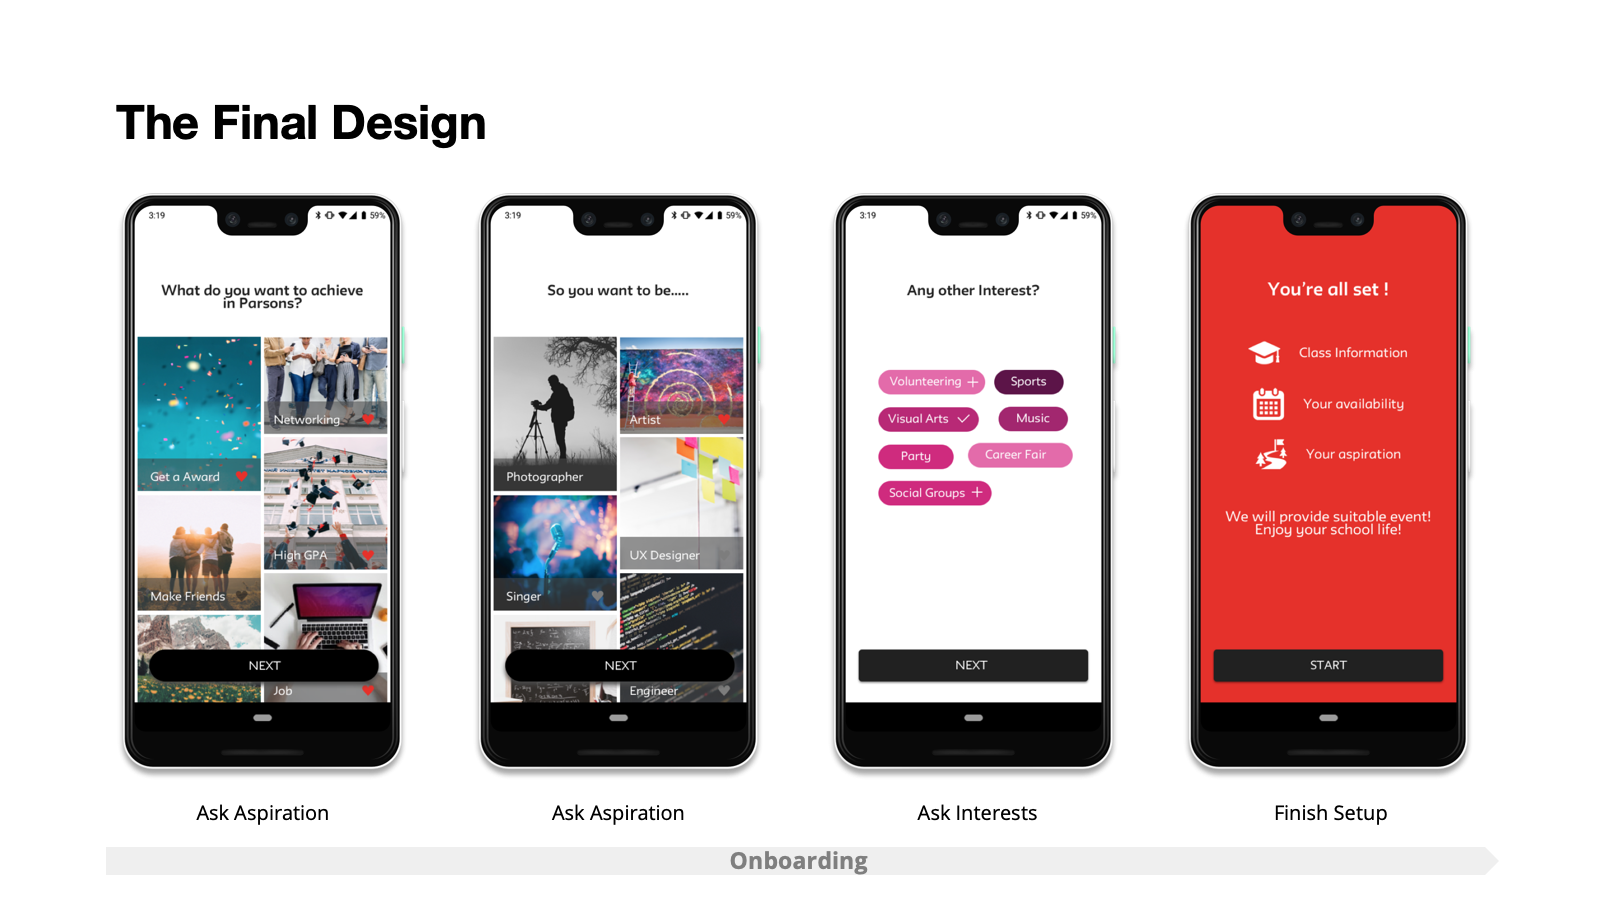 The Final Design
3:19
59%
What do you want to achieve
in Parsons?
Networking
Get a Award
High GPA
Make Friends
NEXT
Job
Ask Aspiration
3:19
59%
So you want to be.....
Artist
Photographer
UX Designer
Singer
NEXT
Engineer
Ask Aspiration
3:19
59%
Any other Interest?
Volunteering +
Sports
Visual Arts ✓
Music
Party
Career Fair
Social Groups +
NEXT
Ask Interests
You're all set !
Class Information
Your availability
Your aspiration
We will provide suitable event!
Enjoy your school life!
START
Finish Setup
Onboarding